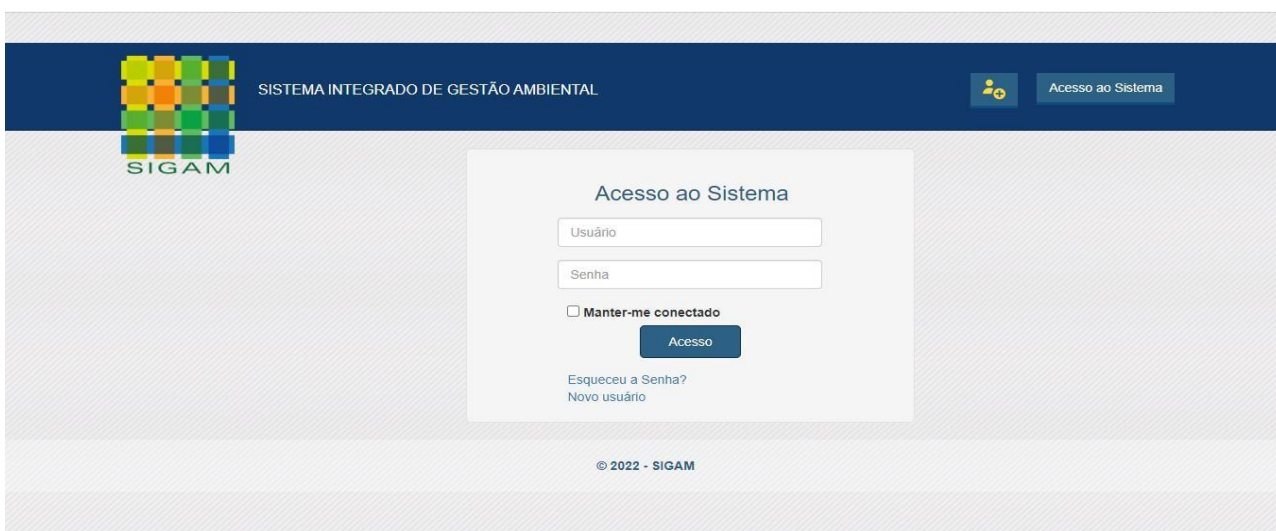 SISTEMA INTEGRADO DE GESTÃO AMBIENTAL
Acesso ao Sistema
SIGAM
Acesso ao Sistema
Usuário
Senha
Manter-me conectado
Acesso
Esqueceu a Senha?
Novo usuário
© 2022 - SIGAM